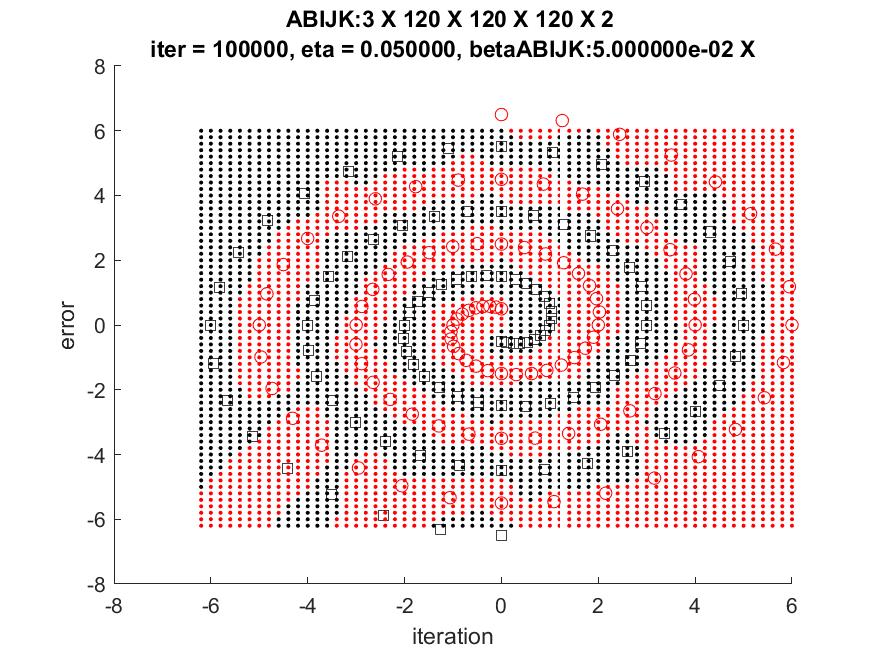 ABIJK:3 X 120 X 120 X 120 X 2
iter = 100000, eta = 0.050000, betaABIJK:5.000000e-02 X
8
6
4
2
0
-2
-4
-6
-8
error
-8 -6 -4 -2 0 2 4 6 8
iteration